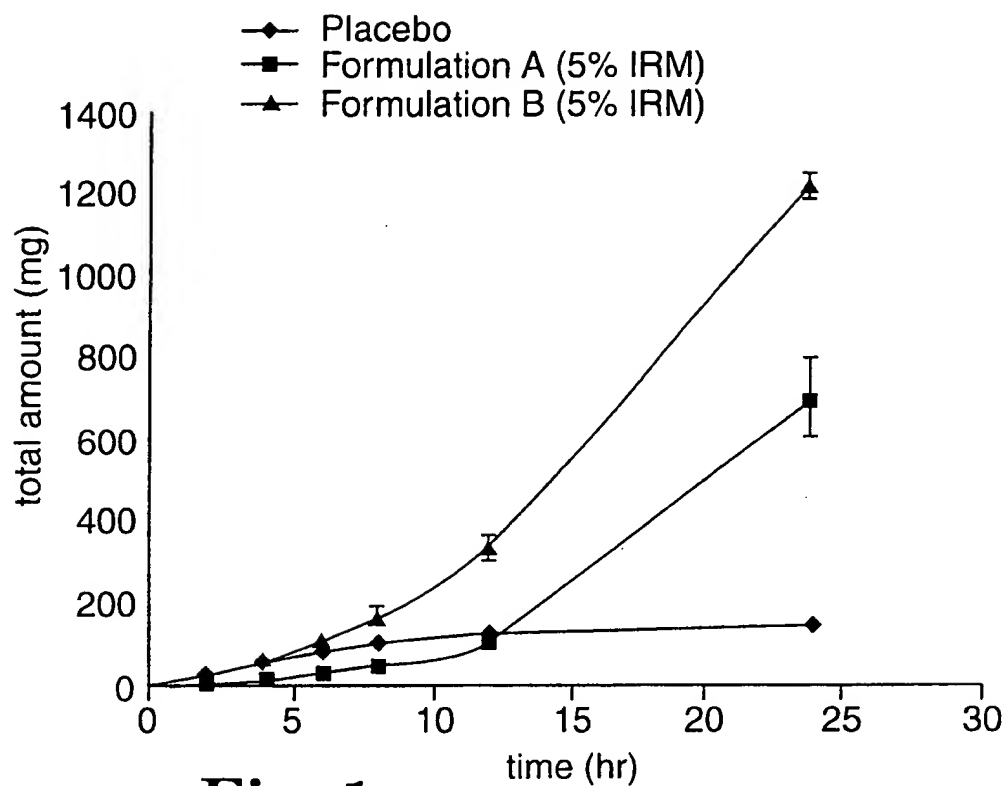 Placebo
Formulation A (5% IRM)
Formulation B (5% IRM)
1400
1200
1000
800
600
400
200
0
total amount (mg)
0 5 10 15 20 25 30
time (hr)